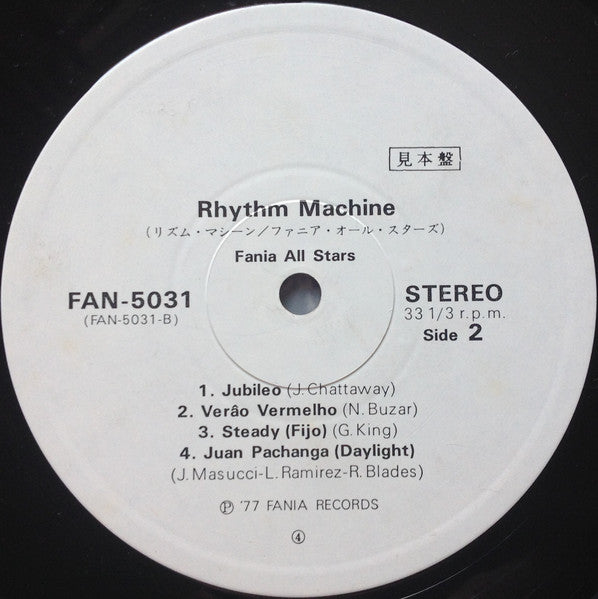 見本盤
Rhythm Machine
(リズム・マシーン/ファニア・オール・スターズ)
Fania All Stars
FAN-5031
(FAN-5031-B)
STEREO
33 1/3 r.p.m.
Side 2
1. Jubileo (J.Chattaway)
2. Verâo Vermelho (N.Buzar)
3. Steady (Fijo) (G.King)
4. Juan Pachanga (Daylight)
(J.Masucci-L.Ramirez-R.Blades)
Ⓟ '77 FANIA RECORDS
④